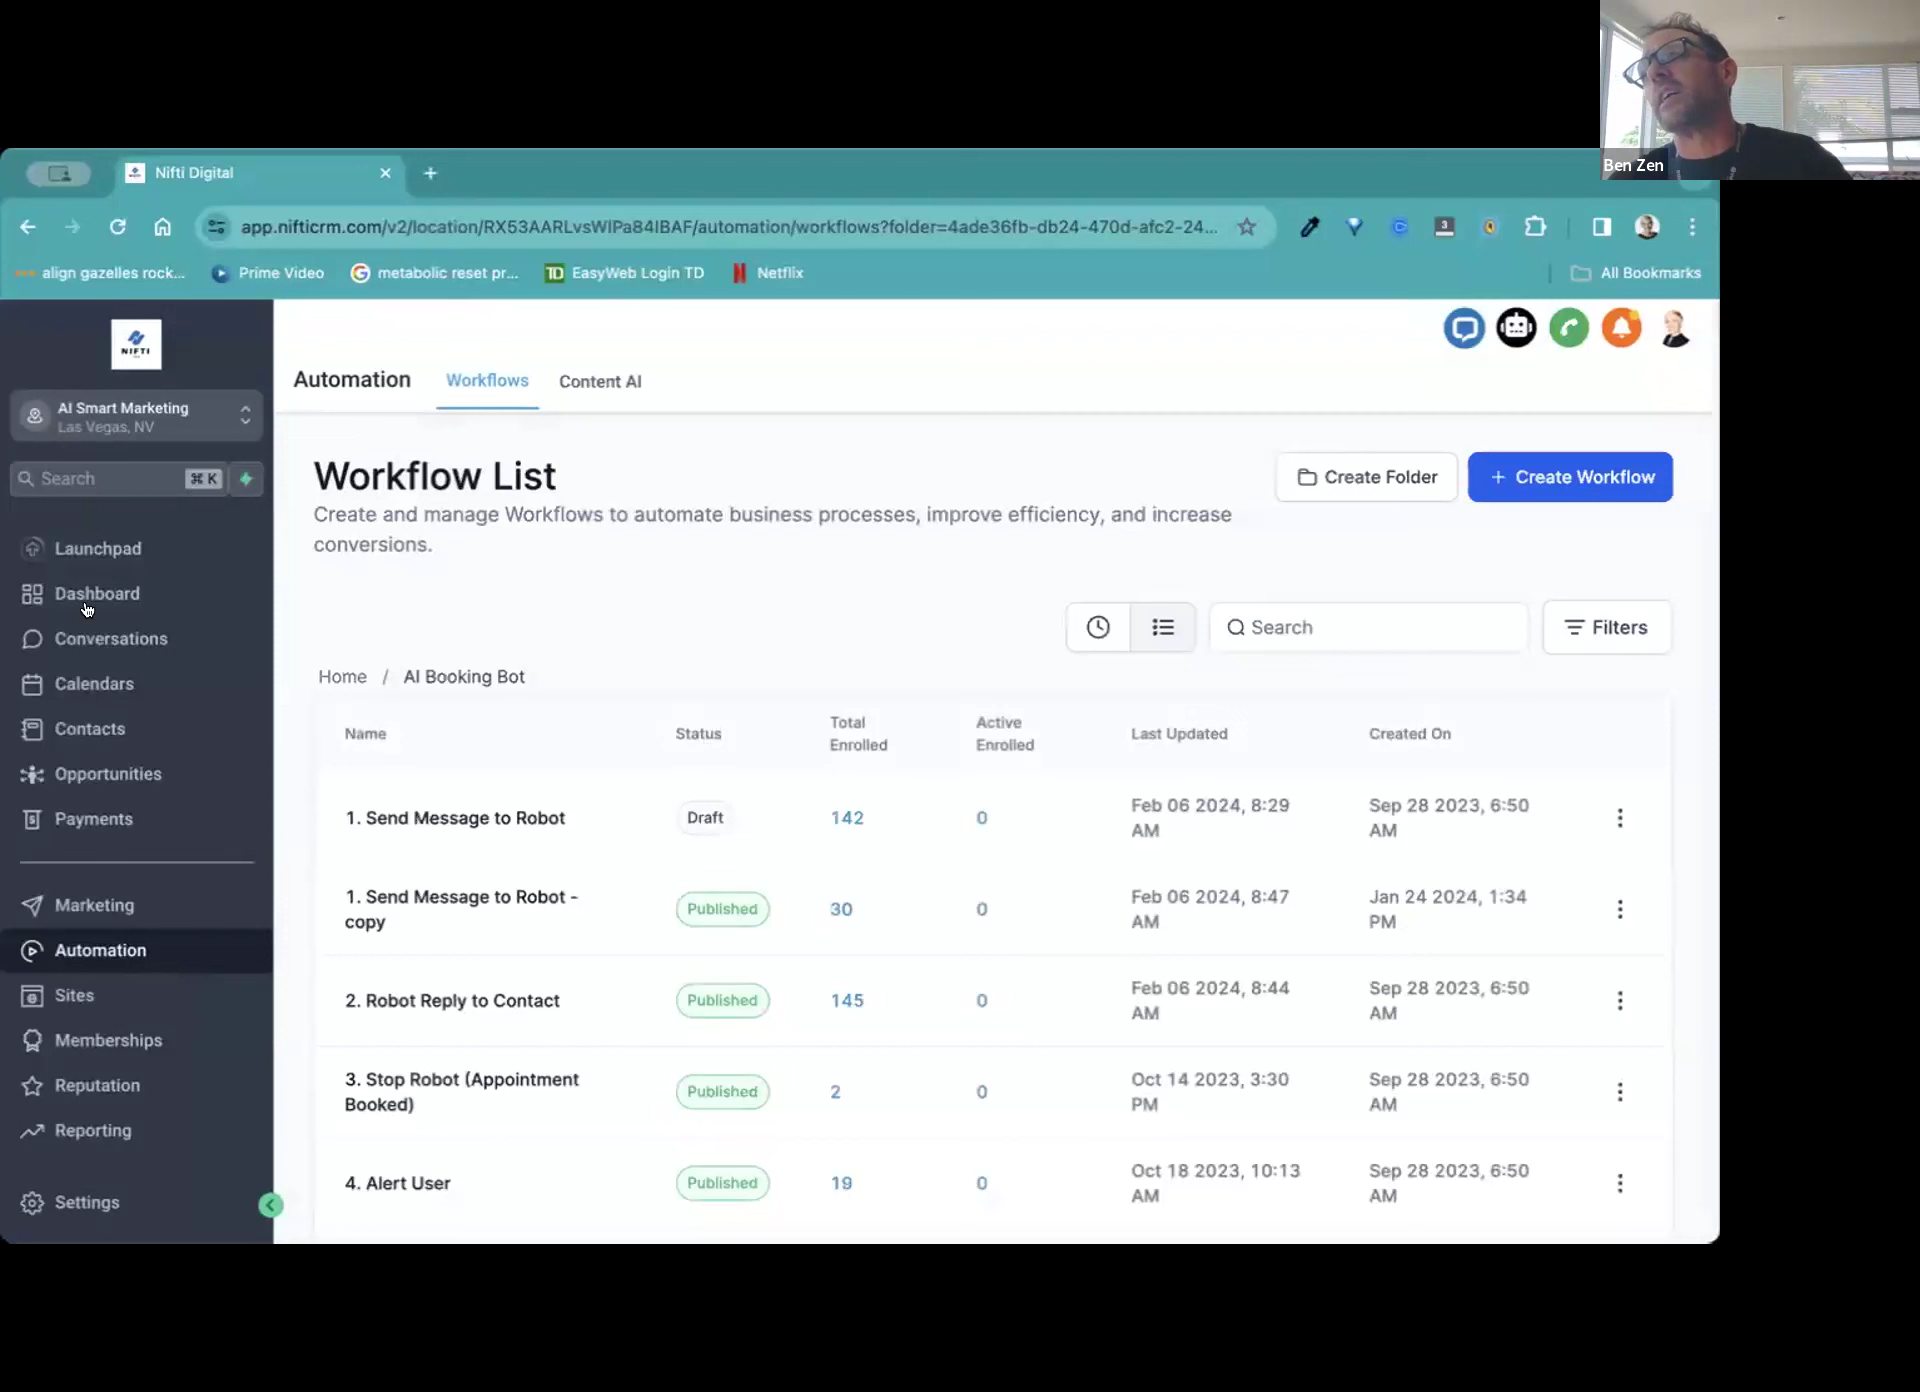 Ben Zen
Nifti Digital
app.nifticrm.com/v2/location/RX53AARLvsWlPa84IBAF/automation/workflows?folder=4ade36fb-db24-470d-afc2-24...
3
align gazelles rock...
Prime Video
metabolic reset pr...
TD EasyWeb Login TD
Netflix
All Bookmarks
NIFTI
AI Smart Marketing
Las Vegas, NV
Search ⌘ K
Launchpad
Dashboard
Conversations
Calendars
Contacts
Opportunities
Payments
Marketing
Automation
Sites
Memberships
Reputation
Reporting
Settings
Automation Workflows Content AI
Workflow List
Create and manage Workflows to automate business processes, improve efficiency, and increase
conversions.
Create Folder
+ Create Workflow
Search
Filters
Home / AI Booking Bot
Name Status Total Enrolled Active Enrolled Last Updated Created On
1. Send Message to Robot Draft 142 0 Feb 06 2024, 8:29 AM Sep 28 2023, 6:50 AM
1. Send Message to Robot - copy Published 30 0 Feb 06 2024, 8:47 AM Jan 24 2024, 1:34 PM
2. Robot Reply to Contact Published 145 0 Feb 06 2024, 8:44 AM Sep 28 2023, 6:50 AM
3. Stop Robot (Appointment Booked) Published 2 0 Oct 14 2023, 3:30 PM Sep 28 2023, 6:50 AM
4. Alert User Published 19 0 Oct 18 2023, 10:13 AM Sep 28 2023, 6:50 AM